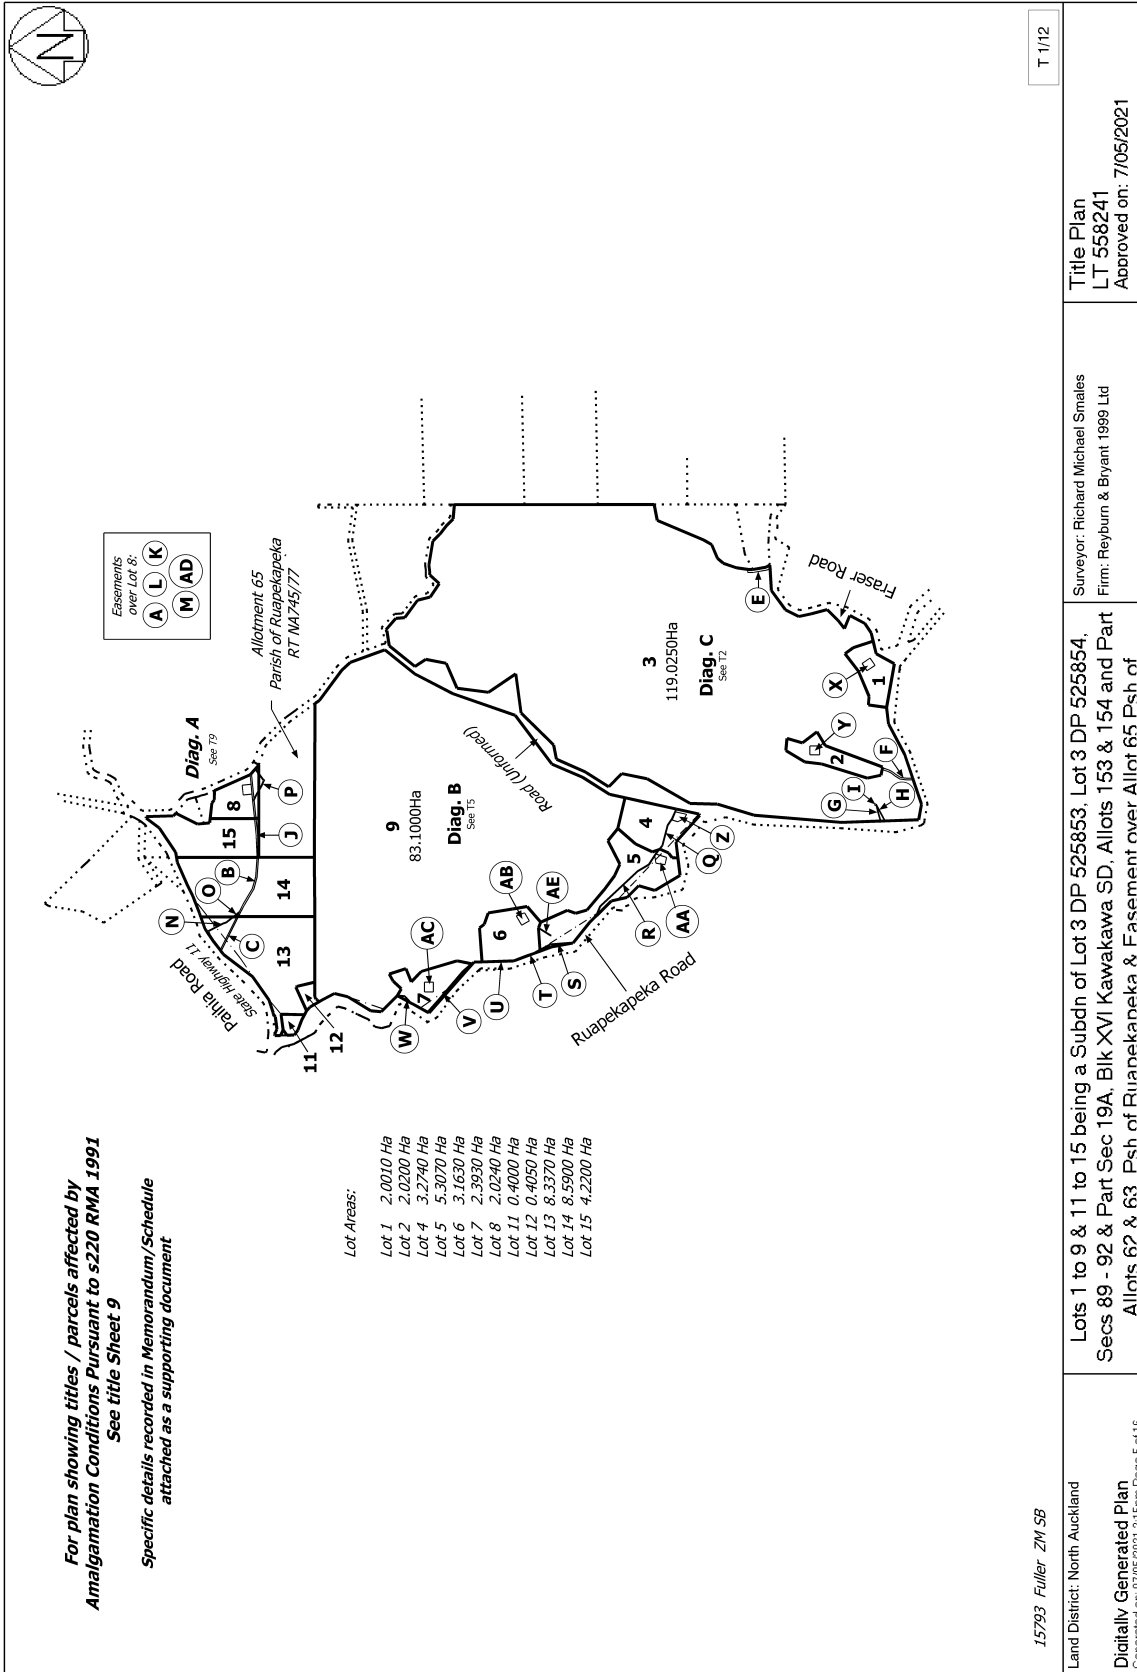 N
For plan showing titles / parcels affected by
Amalgamation Conditions Pursuant to s220 RMA 1991
See title Sheet 9
Specific details recorded in Memorandum/Schedule
attached as a supporting document
Easements
over Lot 8:
A L K
M AD
Allotment 65
Parish of Ruapekapeka
RT NA745/77
Diag. A
See T9
8
P
15
J
14
B
O
N
C
13
Paihia Road
State Highway 11
11
12
9
83.1000Ha
Diag. B
See T5
Road (Unformed)
3
119.0250Ha
Diag. C
See T2
E
Fraser Road
X
1
Y
2
F
G
I
H
4
5
Z
Q
AA
R
AB
AE
6
AC
7
S
T
U
V
W
Ruapekapeka Road
Lot Areas:
Lot 1 2.0010 Ha
Lot 2 2.0200 Ha
Lot 4 3.2740 Ha
Lot 5 5.3070 Ha
Lot 6 3.1630 Ha
Lot 7 2.3930 Ha
Lot 8 2.0240 Ha
Lot 11 0.4000 Ha
Lot 12 0.4050 Ha
Lot 13 8.3370 Ha
Lot 14 8.5900 Ha
Lot 15 4.2200 Ha
15793 Fuller ZM SB
T 1/12
Land District: North Auckland
Digitally Generated Plan
Generated on: 07/05/2021 2:15pm Page 5 of 16
Lots 1 to 9 & 11 to 15 being a Subdn of Lot 3 DP 525853, Lot 3 DP 525854,
Secs 89 - 92 & Part Sec 19A, Blk XVI Kawakawa SD, Allots 153 & 154 and Part
Allots 62 & 63 Psh of Ruapekapeka & Easement over Allot 65 Psh of
Surveyor: Richard Michael Smales
Firm: Reyburn & Bryant 1999 Ltd
Title Plan
LT 558241
Approved on: 7/05/2021